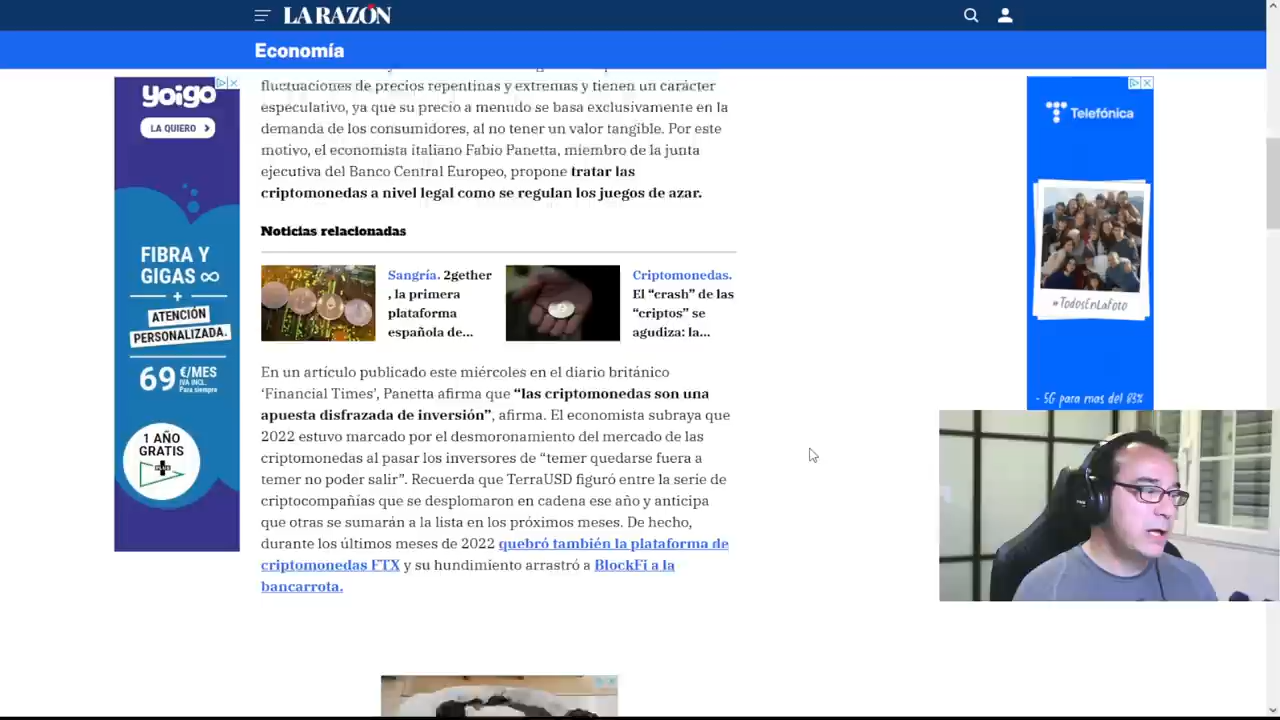 LA RAZÓN
Economía
fluctuaciones de precios repentinas y extremas y tienen un carácter
especulativo, ya que su precio a menudo se basa exclusivamente en la
demanda de los consumidores, al no tener un valor tangible. Por este
motivo, el economista italiano Fabio Panetta, miembro de la junta
ejecutiva del Banco Central Europeo, propone tratar las
criptomonedas a nivel legal como se regulan los juegos de azar.
Noticias relacionadas
Sangría. 2gether
, la primera
plataforma
española de...
Criptomonedas.
El “crash” de las
“criptos” se
agudiza: la...
En un artículo publicado este miércoles en el diario británico
‘Financial Times’, Panetta afirma que “las criptomonedas son una
apuesta disfrazada de inversión”, afirma. El economista subraya que
2022 estuvo marcado por el desmoronamiento del mercado de las
criptomonedas al pasar los inversores de “temer quedarse fuera a
temer no poder salir”. Recuerda que TerraUSD figuró entre la serie de
criptocompañías que se desplomaron en cadena ese año y anticipa
que otras se sumarán a la lista en los próximos meses. De hecho,
durante los últimos meses de 2022 quebró también la plataforma de
criptomonedas FTX y su hundimiento arrastró a BlockFi a la
bancarrota.
yoigo
LA QUIERO >
FIBRA Y
GIGAS ∞
+
ATENCIÓN
PERSONALIZADA.
69 €/MES
IVA INCL.
Para siempre
1 AÑO
GRATIS
Telefónica
#TodosEnLaFoto
- 5G para mas del 83%